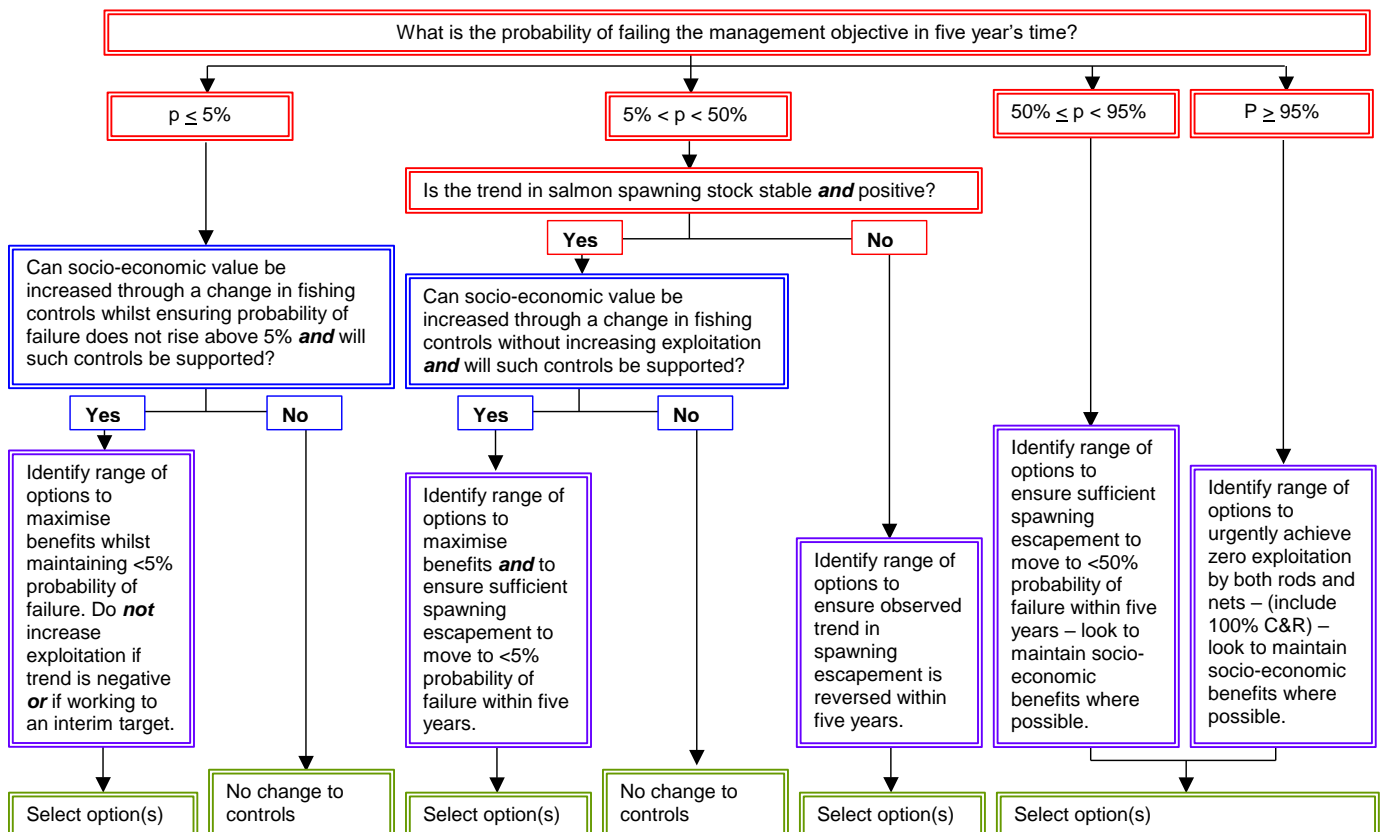 What is the probability of failing the management objective in five year's time?
p ≤ 5%
5% < p < 50%
50% ≤ p < 95%
P ≥ 95%
Is the trend in salmon spawning stock stable and positive?
Yes
No
Can socio-economic value be
increased through a change in fishing
controls whilst ensuring probability of
failure does not rise above 5% and will
such controls be supported?
Can socio-economic value be
increased through a change in fishing
controls without increasing exploitation
and will such controls be supported?
Yes
No
Yes
No
Identify range of
options to
maximise
benefits whilst
maintaining <5%
probability of
failure. Do not
increase
exploitation if
trend is negative
or if working to
an interim target.
Identify range of
options to
maximise
benefits and to
ensure sufficient
spawning
escapement to
move to <5%
probability of
failure within five
years.
Identify range of
options to
ensure observed
trend in
spawning
escapement is
reversed within
five years.
Identify range of
options to
ensure sufficient
spawning
escapement to
move to <50%
probability of
failure within five
years – look to
maintain socio-
economic
benefits where
possible.
Identify range of
options to
urgently achieve
zero exploitation
by both rods and
nets – (include
100% C&R) –
look to maintain
socio-economic
benefits where
possible.
Select option(s)
No change to
controls
Select option(s)
No change to
controls
Select option(s)
Select option(s)